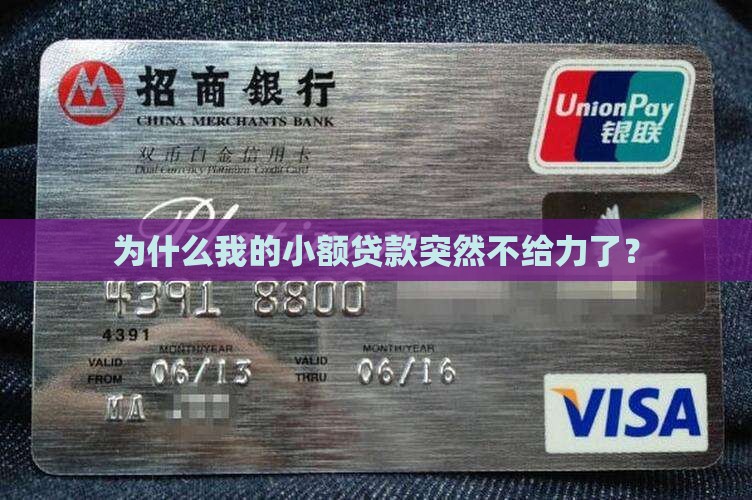 招商银行
CHINA MERCHANTS BANK
双币白金信用卡
Dual Currency Platinum Credit Card
UnionPay
银联
为什么我的小额贷款突然不给力了？
4391 8800
4391
MONTH/YEAR MONTH/YEAR
VALID FROM 06/13 VALID THRU 06/16
MA
VISA